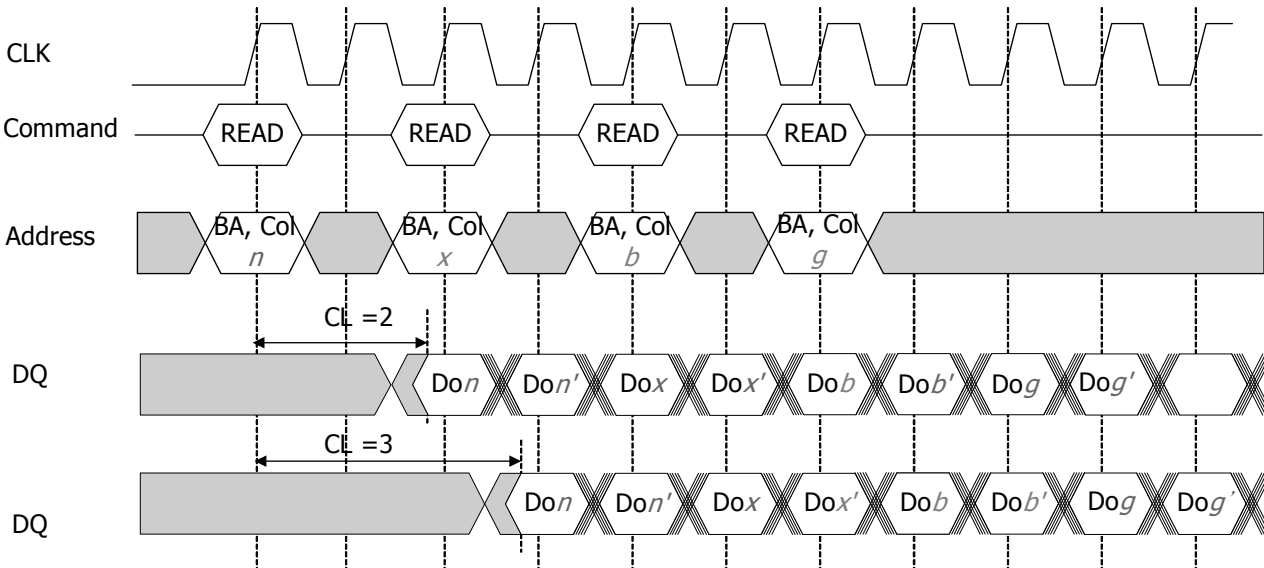 CLK
Command READ READ READ READ
Address BA, Col BA, Col BA, Col BA, Col
n x b g
CL =2
DQ Don Don' Dox Dox' Dob Dob' Dog Dog'
CL =3
DQ Don Don' Dox Dox' Dob Dob' Dog Dog'